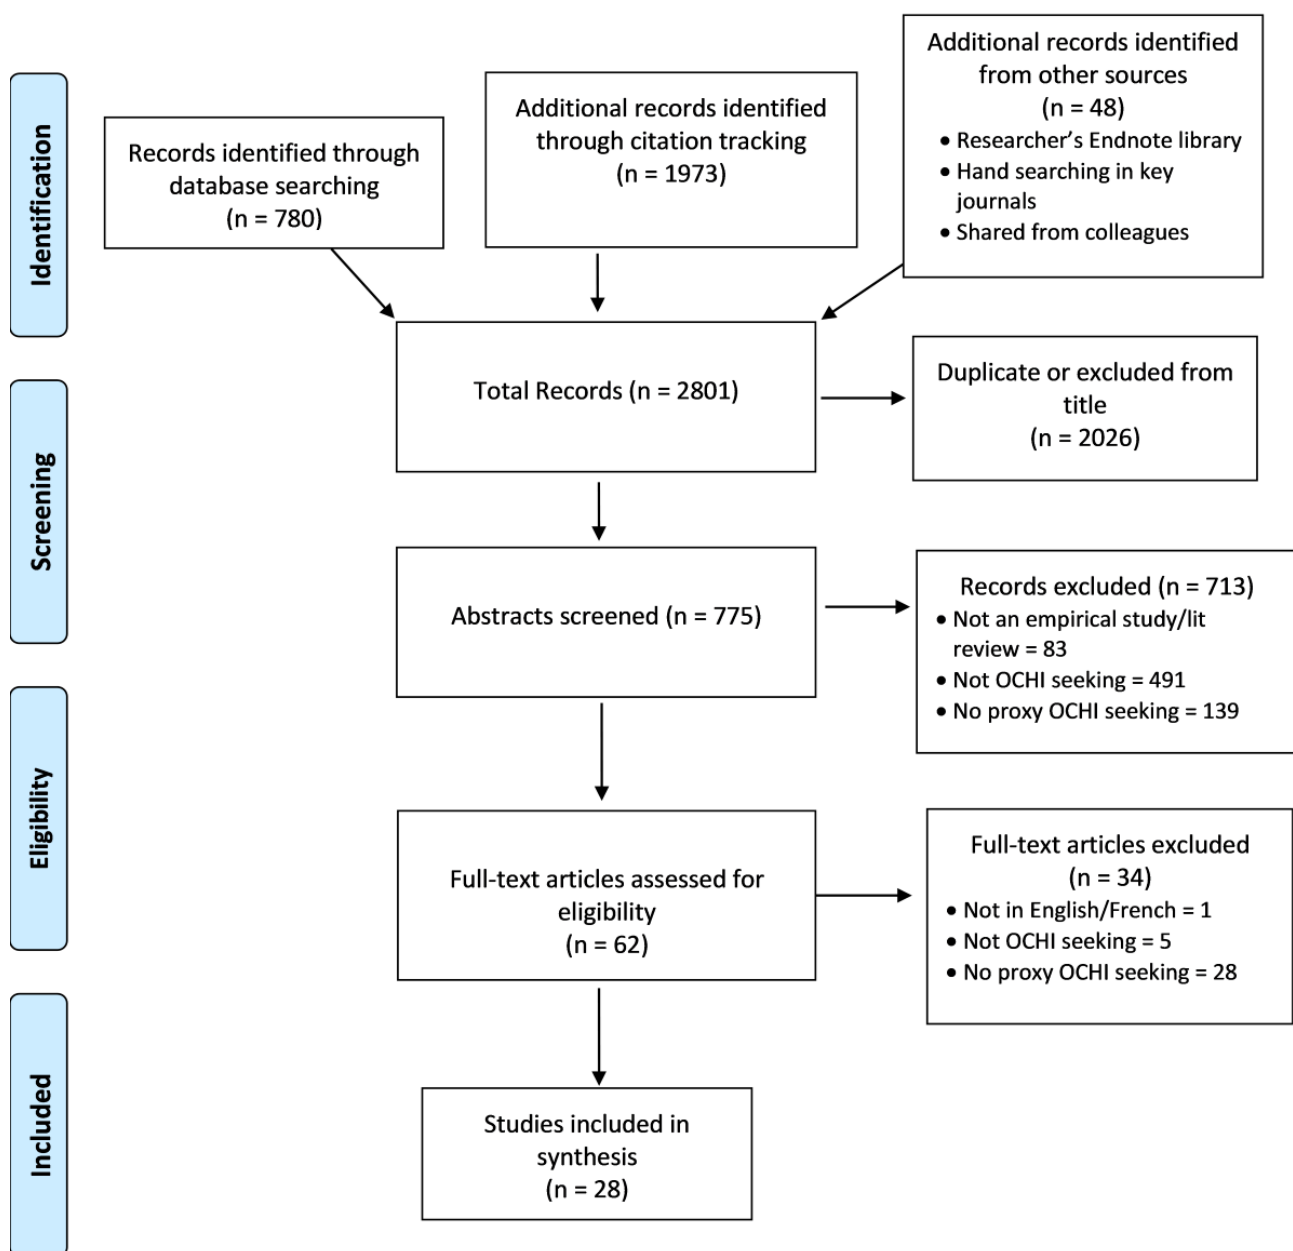 Identification
Records identified through
database searching
(n = 780)
Additional records identified
through citation tracking
(n = 1973)
Additional records identified
from other sources
(n = 48)
• Researcher’s Endnote library
• Hand searching in key
journals
• Shared from colleagues
Total Records (n = 2801)
Duplicate or excluded from
title
(n = 2026)
Screening
Abstracts screened (n = 775)
Records excluded (n = 713)
• Not an empirical study/lit
review = 83
• Not OCHI seeking = 491
• No proxy OCHI seeking = 139
Eligibility
Full-text articles assessed for
eligibility
(n = 62)
Full-text articles excluded
(n = 34)
• Not in English/French = 1
• Not OCHI seeking = 5
• No proxy OCHI seeking = 28
Included
Studies included in
synthesis
(n = 28)